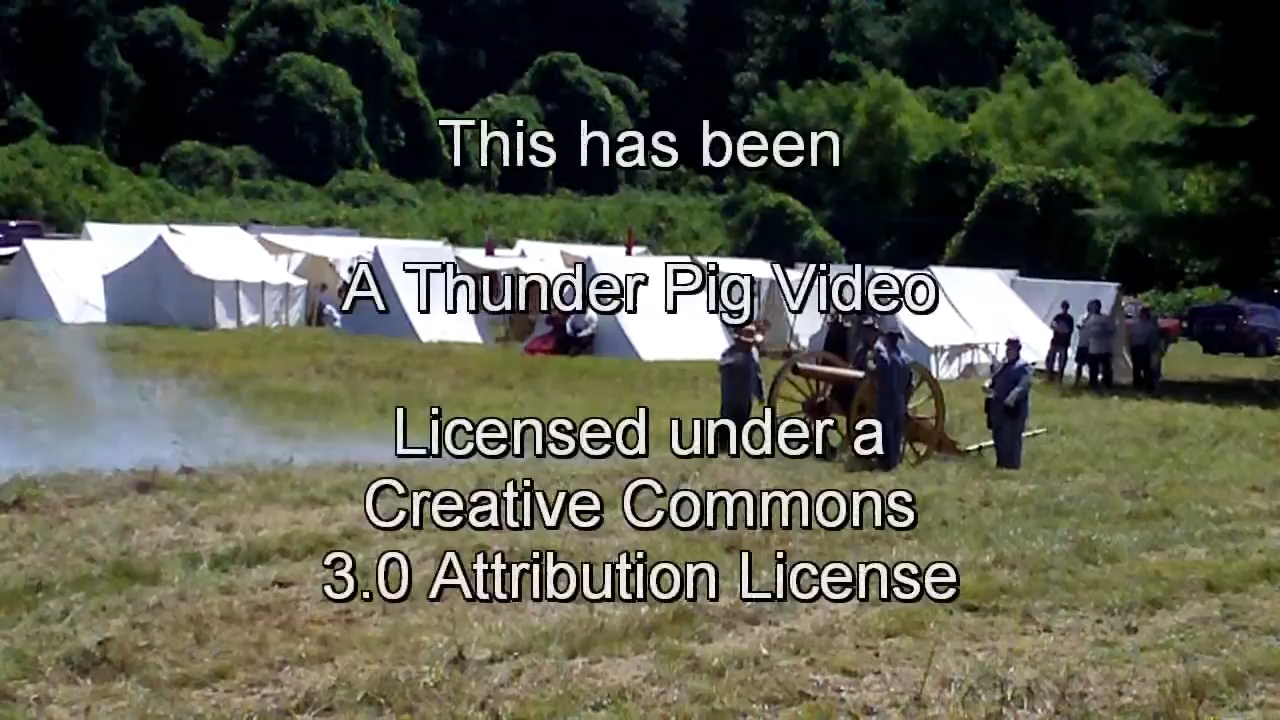 This has been
A Thunder Pig Video
Licensed under a
Creative Commons
3.0 Attribution License